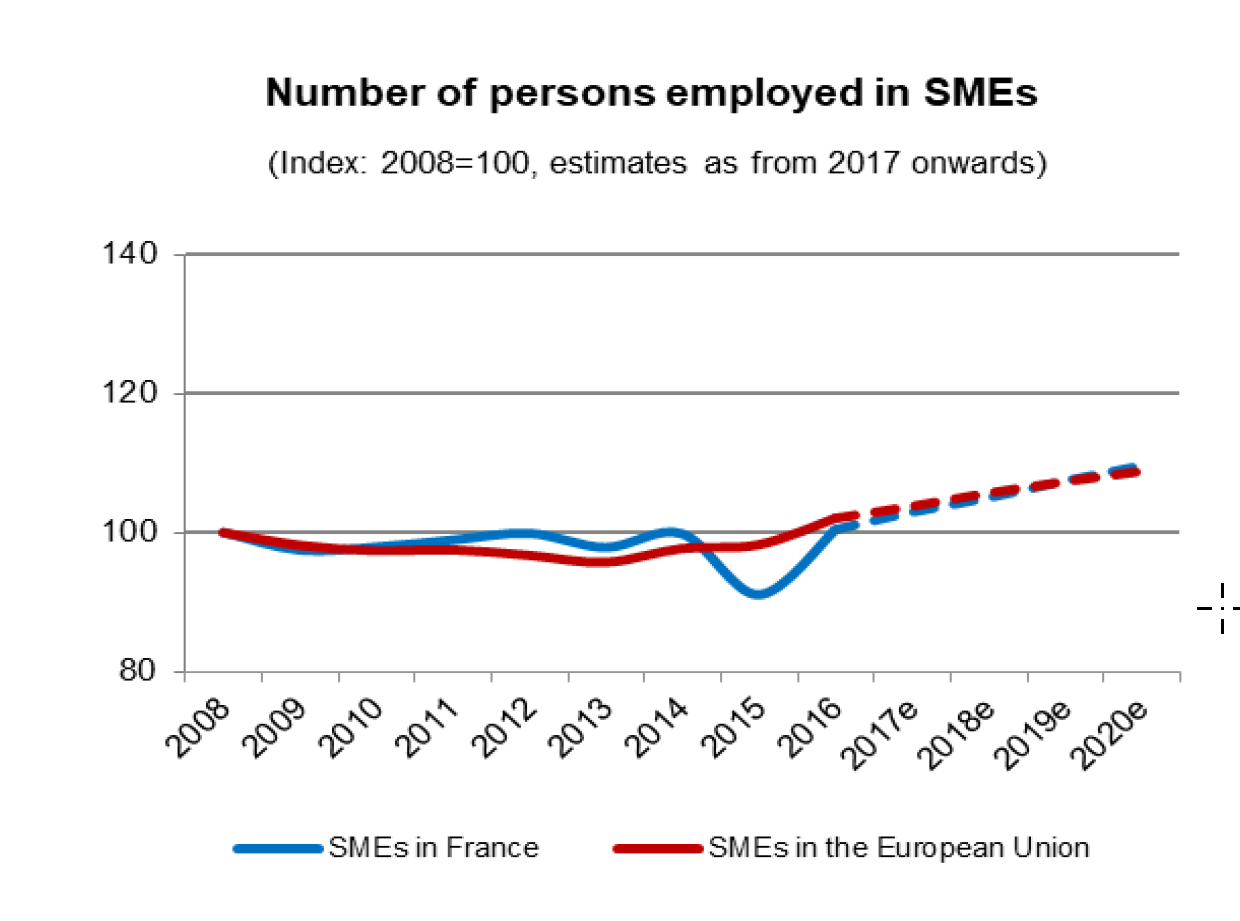 Number of persons employed in SMEs
(Index: 2008=100, estimates as from 2017 onwards)
140
120
100
80
2008
2009
2010
2011
2012
2013
2014
2015
2016
2017e
2018e
2019e
2020e
SMEs in France
SMEs in the European Union